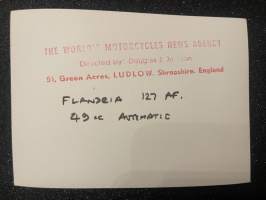 THE WORLD'S MOTORCYCLES NEWS AGENCY
Directed by: Douglas J.
51, Green Acres, LUDLOW, Shropshire, England
FLANDRIA 127 AF.
49 cc AUTOMATIC